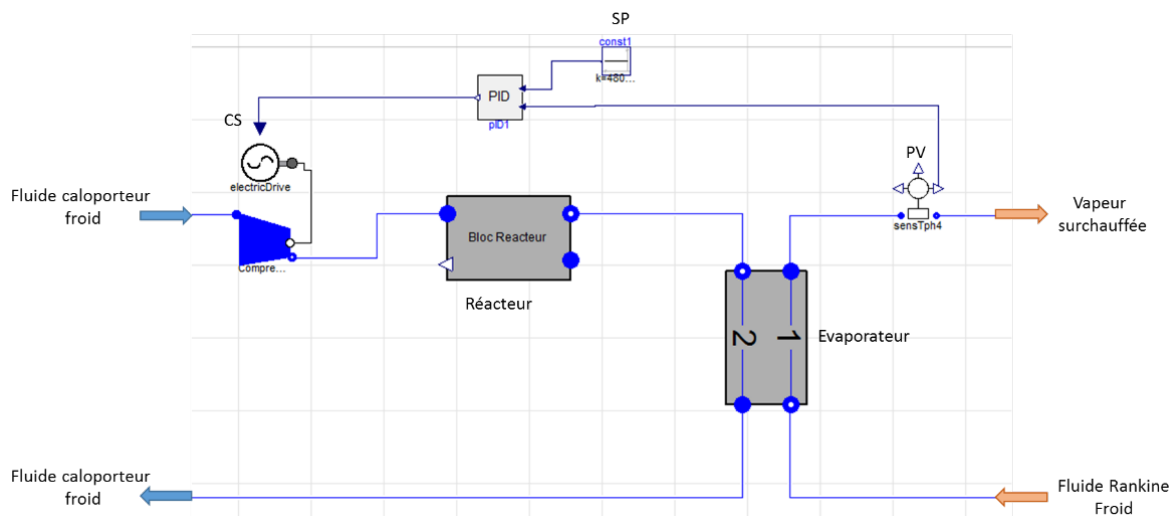 SP
const1
k=480...
PID
pID1
CS
PV
electricDrive
Fluide caloporteur
froid
Vapeur
surchauffée
sensTph4
Bloc Reacteur
Compre...
Réacteur
2
1
Evaporateur
Fluide caloporteur
froid
Fluide Rankine
Froid